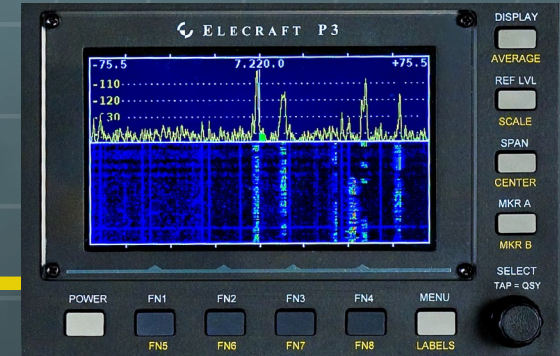 ELECRAFT P3
DISPLAY
AVERAGE
-75.5 7.220.0 +75.5
-110
-120
30
REF LVL
SCALE
SPAN
CENTER
MKR A
MKR B
SELECT
TAP = QSY
POWER FN1 FN2 FN3 FN4 MENU
FN5 FN6 FN7 FN8 LABELS